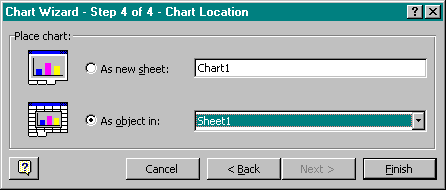 Chart Wizard - Step 4 of 4 - Chart Location
Place chart:
As new sheet: Chart1
As object in: Sheet1
? Cancel < Back Next > Finish